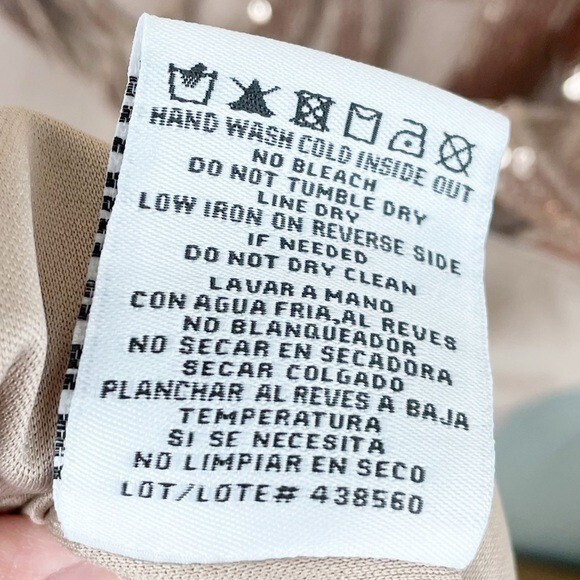 HAND WASH COLD INSIDE OUT
NO BLEACH
DO NOT TUMBLE DRY
LINE DRY
LOW IRON ON REVERSE SIDE
IF NEEDED
DO NOT DRY CLEAN
LAVAR A MANO
CON AGUA FRIA,AL REVES
NO BLANQUEADOR
NO SECAR EN SECADORA
SECAR COLGADO
PLANCHAR AL REVES A BAJA
TEMPERATURA
SI SE NECESITA
NO LIMPIAR EN SECO
LOT/LOTE# 438560